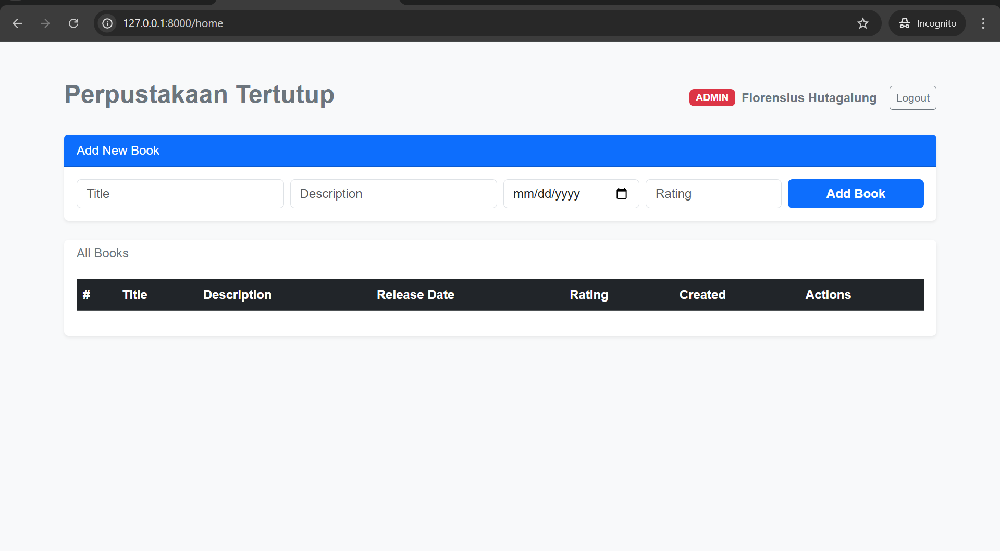 127.0.0.1:8000/home
Incognito
Perpustakaan Tertutup
ADMIN Florensius Hutagalung Logout
Add New Book
Title Description mm/dd/yyyy Rating Add Book
All Books
# Title Description Release Date Rating Created Actions